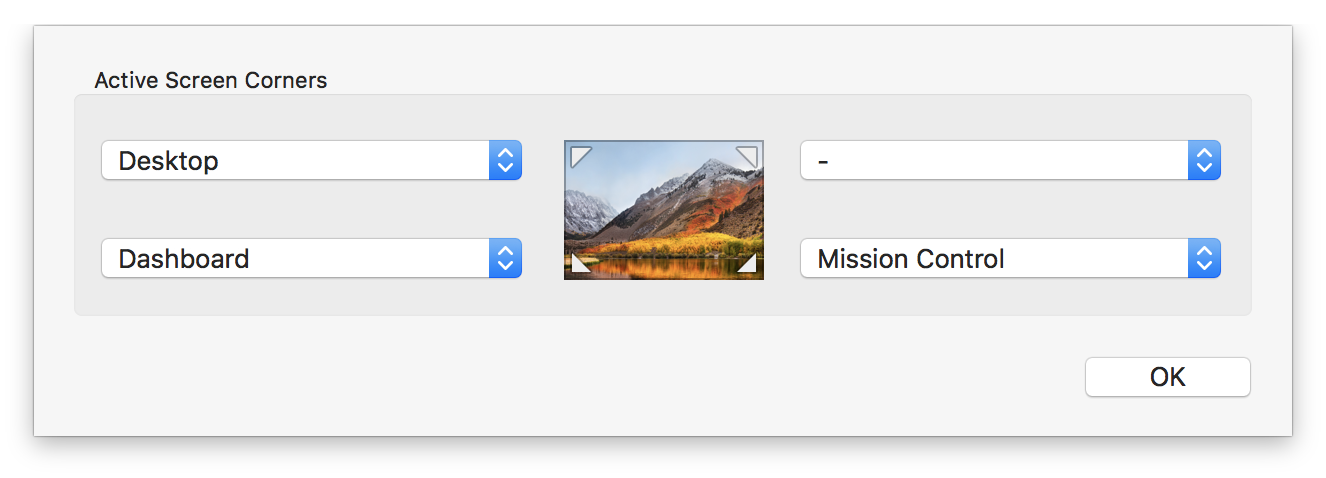 Active Screen Corners
Desktop
-
Dashboard
Mission Control
OK